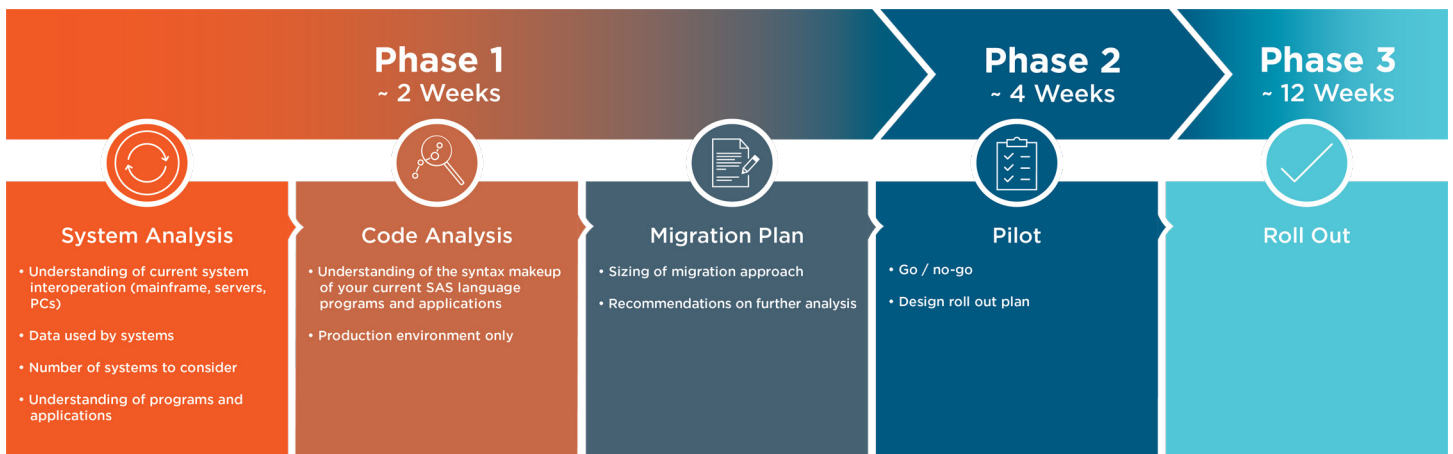 Phase 1
~ 2 Weeks
Phase 2
~ 4 Weeks
Phase 3
~ 12 Weeks
System Analysis
• Understanding of current system
interoperation (mainframe, servers,
PCs)
• Data used by systems
• Number of systems to consider
• Understanding of programs and
applications
Code Analysis
• Understanding of the syntax makeup
of your current SAS language
programs and applications
• Production environment only
Migration Plan
• Sizing of migration approach
• Recommendations on further analysis
Pilot
• Go / no-go
• Design roll out plan
Roll Out